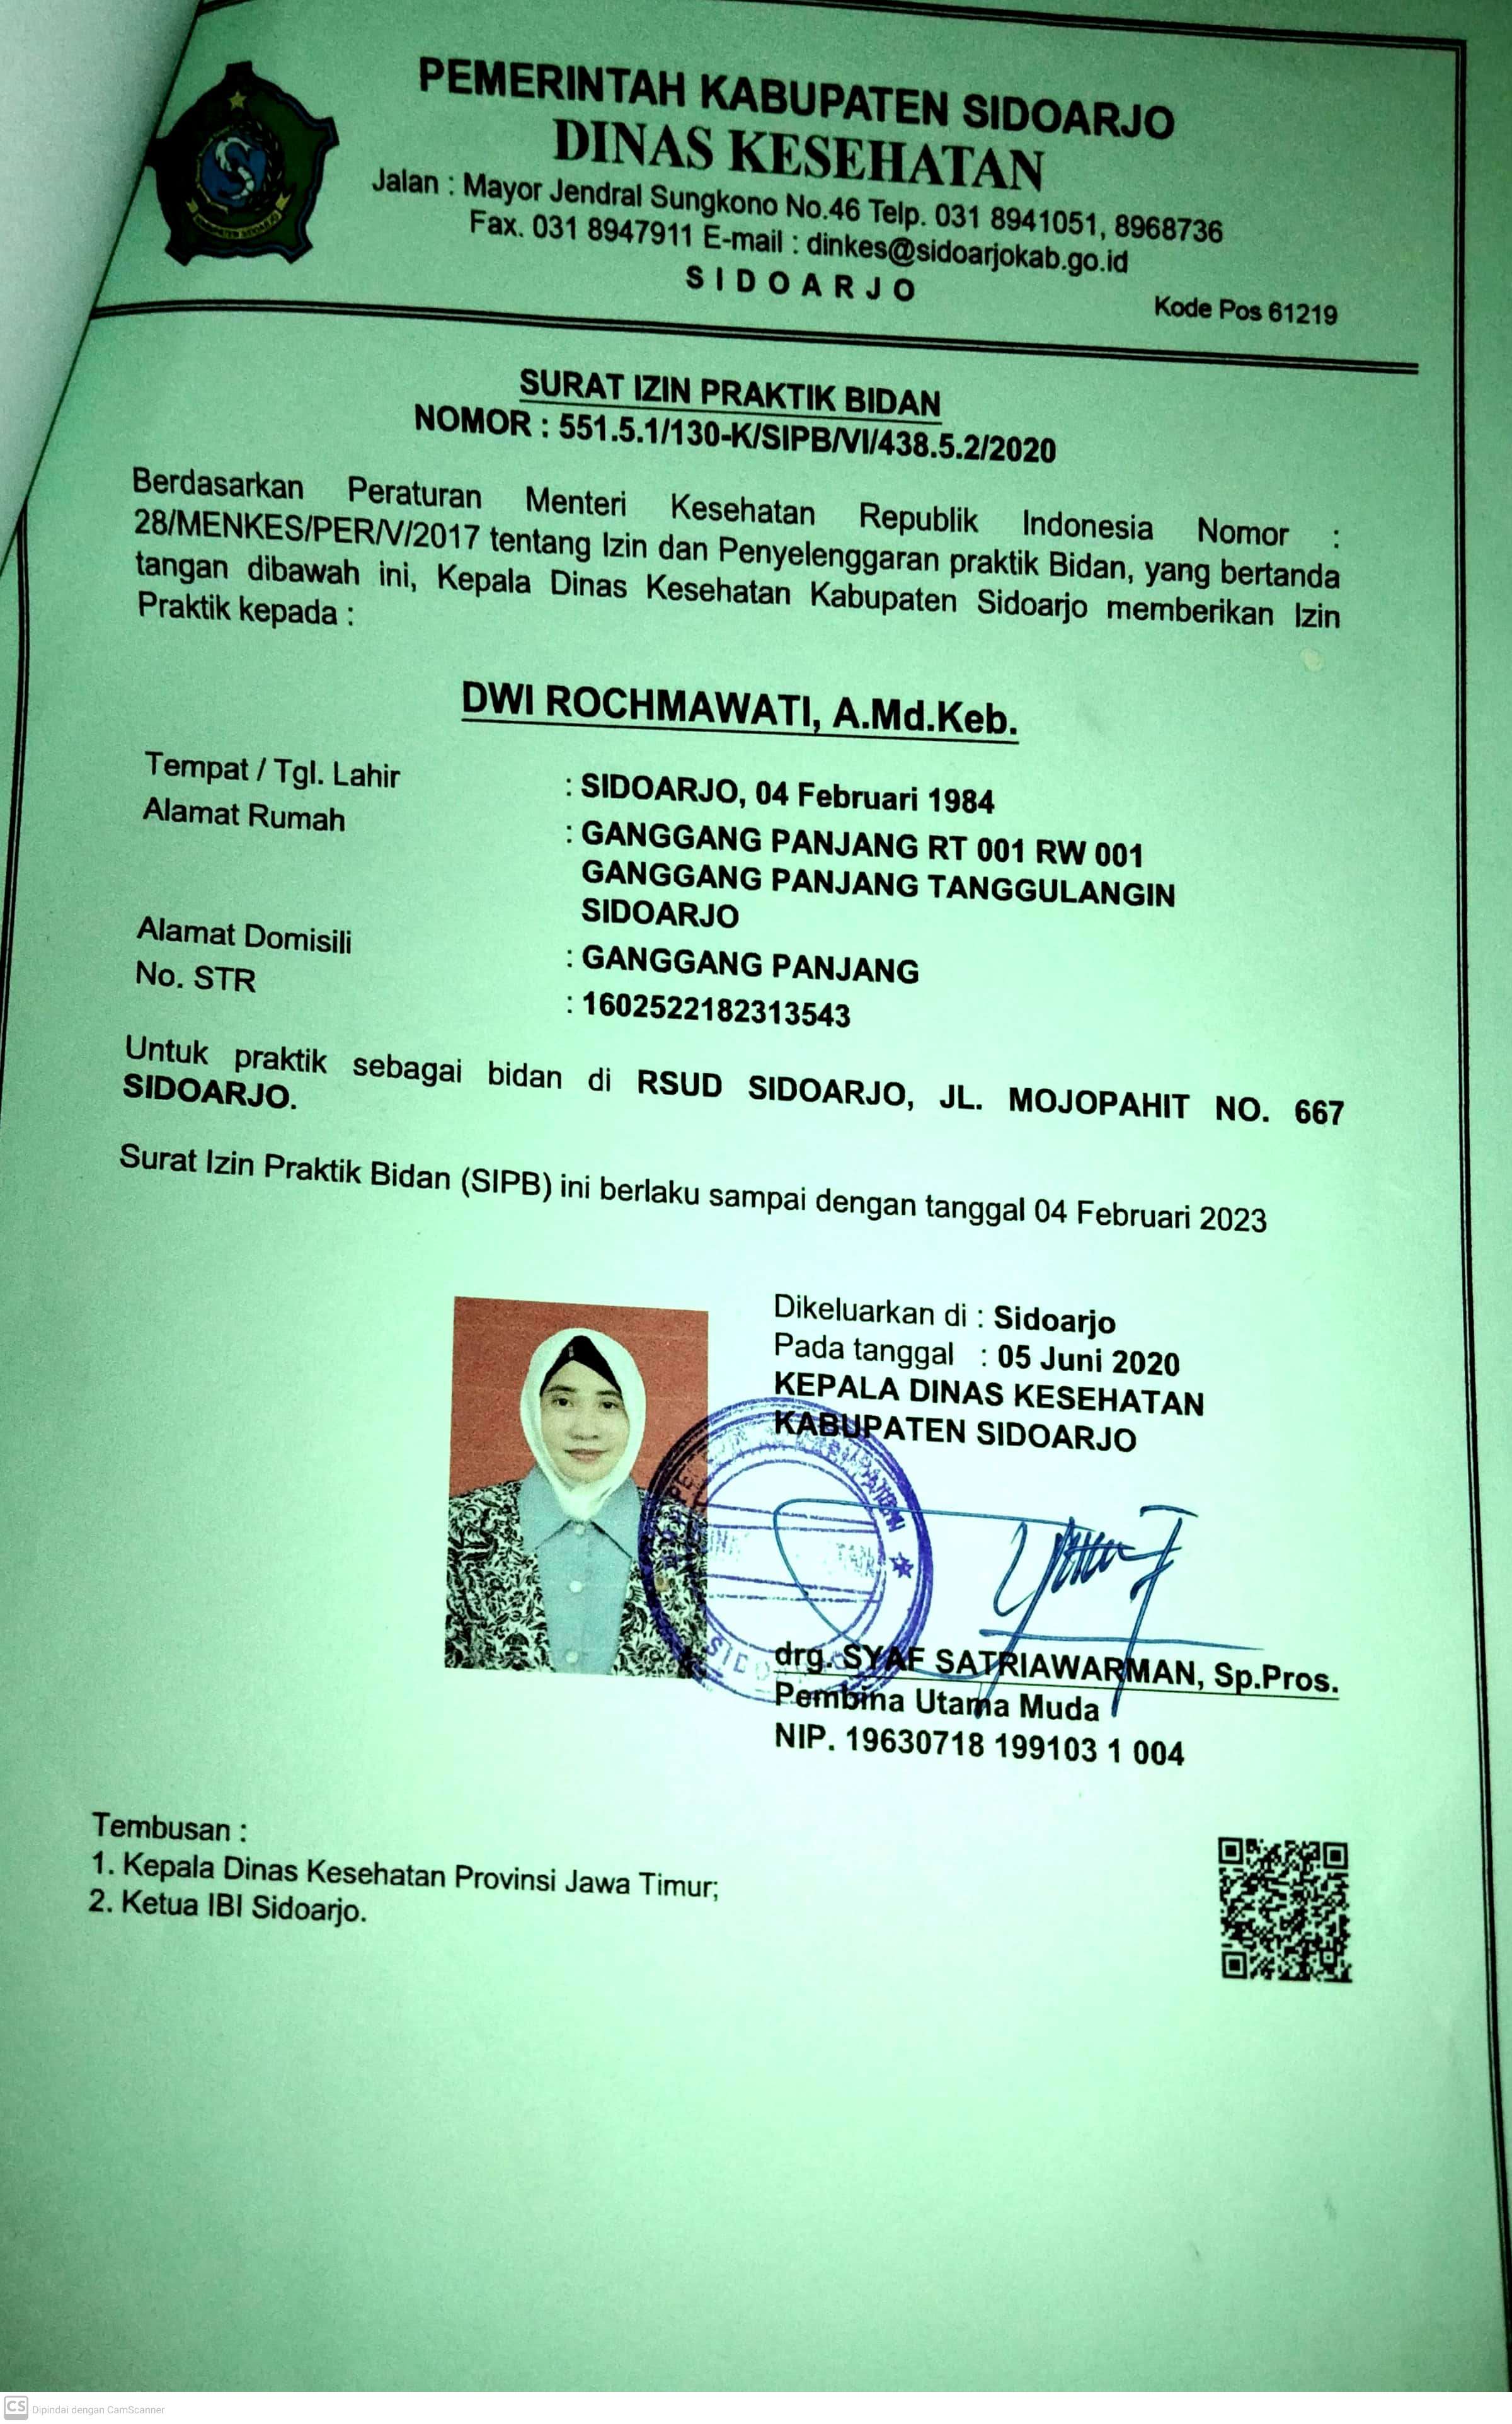 PEMERINTAH KABUPATEN SIDOARJO
DINAS KESEHATAN
Jalan : Mayor Jendral Sungkono No.46 Telp. 031 8941051, 8968736
Fax. 031 8947911 E-mail : dinkes@sidoarjokab.go.id
SIDOARJO
Kode Pos 61219
SURAT IZIN PRAKTIK BIDAN
NOMOR : 551.5.1/130-K/SIPB/VI/438.5.2/2020
Berdasarkan Peraturan Menteri Kesehatan Republik Indonesia Nomor :
28/MENKES/PER/V/2017 tentang Izin dan Penyelenggaran praktik Bidan, yang bertanda
tangan dibawah ini, Kepala Dinas Kesehatan Kabupaten Sidoarjo memberikan Izin
Praktik kepada :
DWI ROCHMAWATI, A.Md.Keb.
Tempat / Tgl. Lahir : SIDOARJO, 04 Februari 1984
Alamat Rumah : GANGGANG PANJANG RT 001 RW 001
GANGGANG PANJANG TANGGULANGIN
SIDOARJO
Alamat Domisili : GANGGANG PANJANG
No. STR : 1602522182313543
Untuk praktik sebagai bidan di RSUD SIDOARJO, JL. MOJOPAHIT NO. 667
SIDOARJO.
Surat Izin Praktik Bidan (SIPB) ini berlaku sampai dengan tanggal 04 Februari 2023
Dikeluarkan di : Sidoarjo
Pada tanggal : 05 Juni 2020
KEPALA DINAS KESEHATAN
KABUPATEN SIDOARJO
drg. SYAF SATRIAWARMAN, Sp.Pros.
Pembina Utama Muda
NIP. 19630718 199103 1 004
Tembusan :
1. Kepala Dinas Kesehatan Provinsi Jawa Timur;
2. Ketua IBI Sidoarjo.
CS Dipindai dengan CamScanner